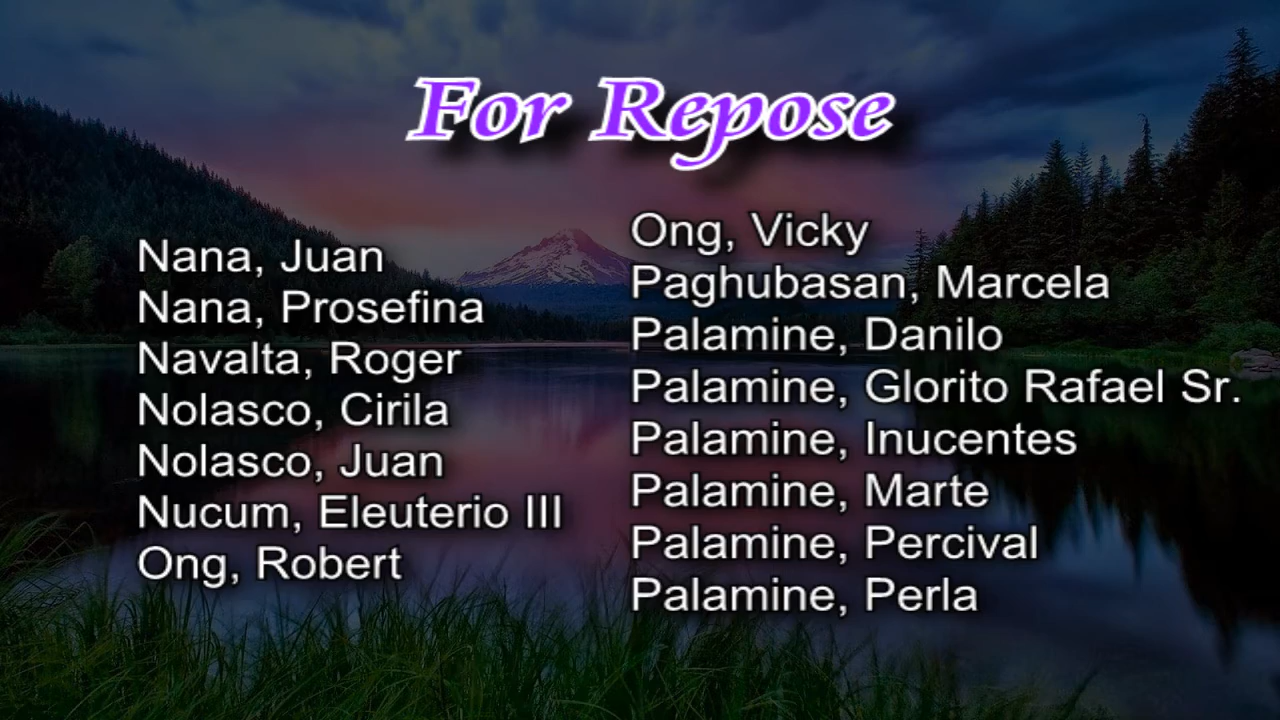 For Repose
Nana, Juan
Nana, Prosefina
Navalta, Roger
Nolasco, Cirila
Nolasco, Juan
Nucum, Eleuterio III
Ong, Robert
Ong, Vicky
Paghubasan, Marcela
Palamine, Danilo
Palamine, Glorito Rafael Sr.
Palamine, Inucentes
Palamine, Marte
Palamine, Percival
Palamine, Perla